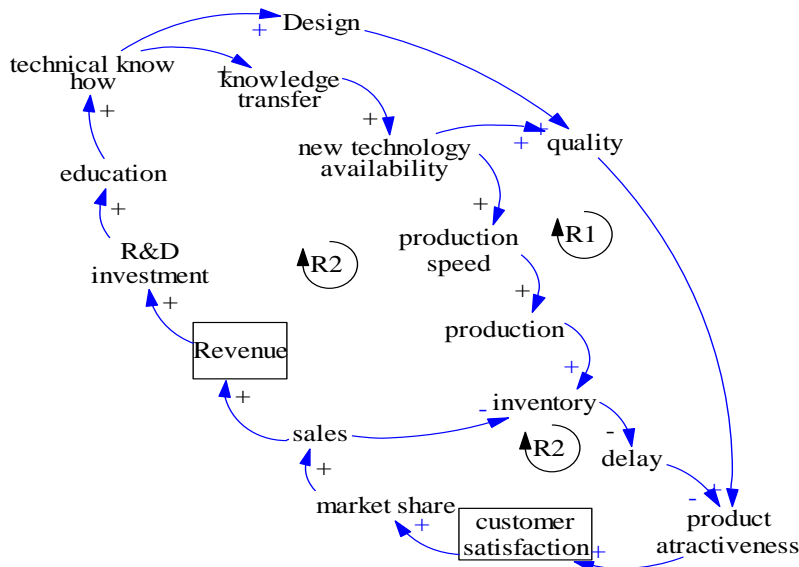 Design
+
technical know
how
+
knowledge
transfer
+
+
new technology
availability
+
+
quality
education
+
+
R&D
investment
+
production
speed
+
R1
R2
+
production
+
Revenue
+
inventory
-
sales
+
R2
-
delay
market share
+
customer
satisfaction
+
-
+
product
atractiveness